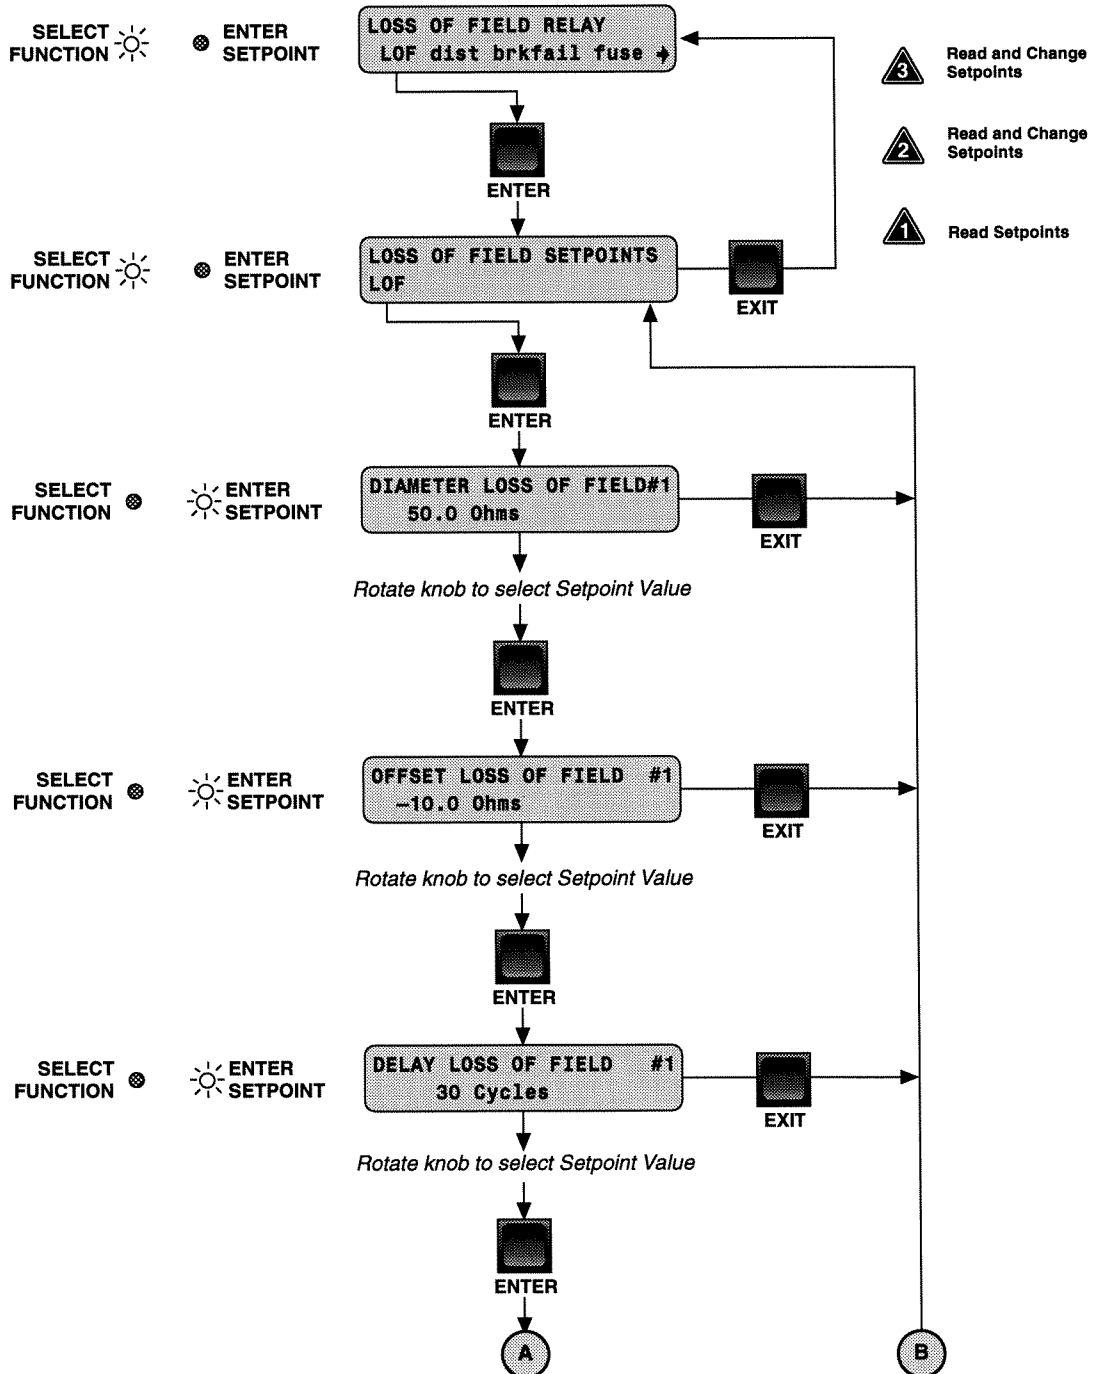 SELECT
FUNCTION
ENTER
SETPOINT
LOSS OF FIELD RELAY
LOF dist brkfail fuse →
3
Read and Change
Setpoints
2
Read and Change
Setpoints
1
Read Setpoints
ENTER
SELECT
FUNCTION
ENTER
SETPOINT
LOSS OF FIELD SETPOINTS
LOF
EXIT
ENTER
SELECT
FUNCTION
ENTER
SETPOINT
DIAMETER LOSS OF FIELD#1
50.0 Ohms
EXIT
Rotate knob to select Setpoint Value
ENTER
SELECT
FUNCTION
ENTER
SETPOINT
OFFSET LOSS OF FIELD #1
–10.0 Ohms
EXIT
Rotate knob to select Setpoint Value
ENTER
SELECT
FUNCTION
ENTER
SETPOINT
DELAY LOSS OF FIELD #1
30 Cycles
EXIT
Rotate knob to select Setpoint Value
ENTER
A
B